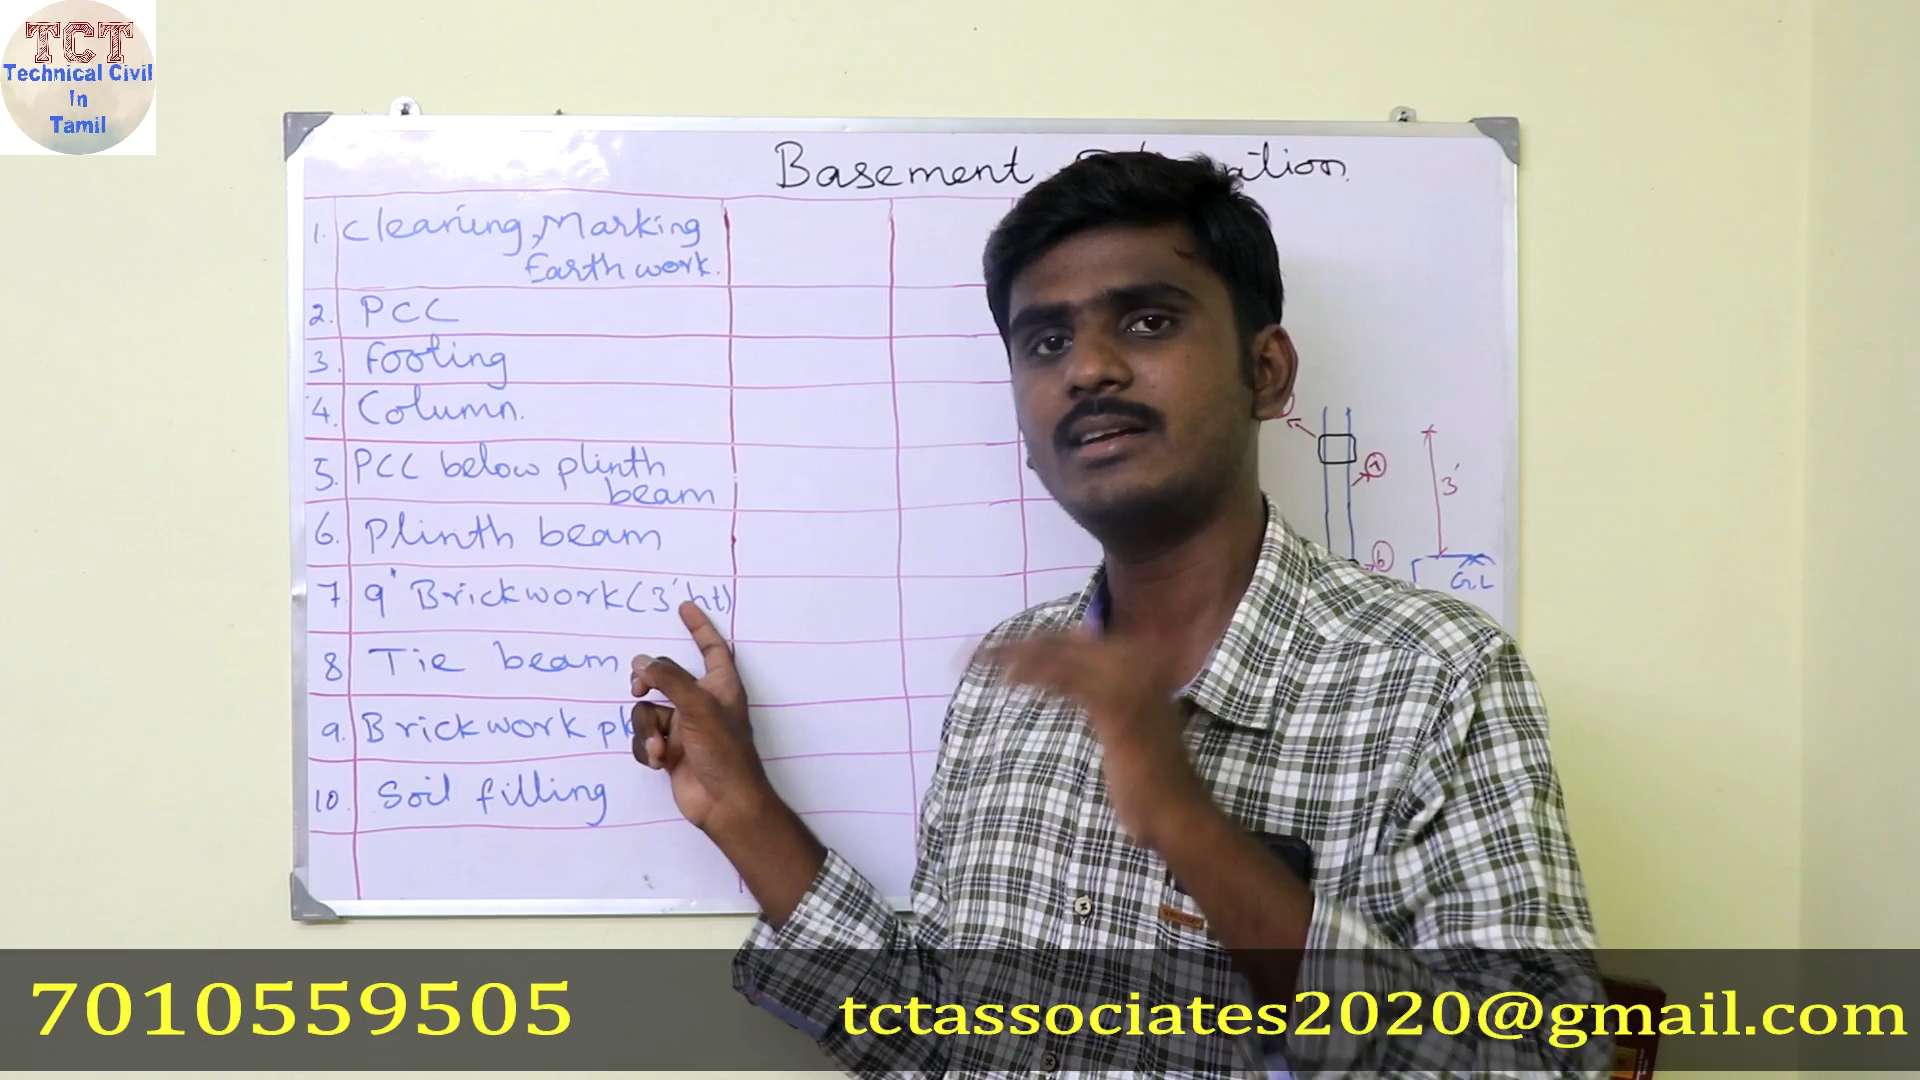 TCT
Technical Civil
In
Tamil
Basement
1. Cleaning, Marking
Earth work.
2. PCC
3. Footing
4. Column.
5. PCC below plinth
beam
6. Plinth beam
7 9" Brickwork (3' ht)
8 Tie beam
9. Brickwork
10. Soil filling
3'
a
b
G.L
7010559505
tctassociates2020@gmail.com